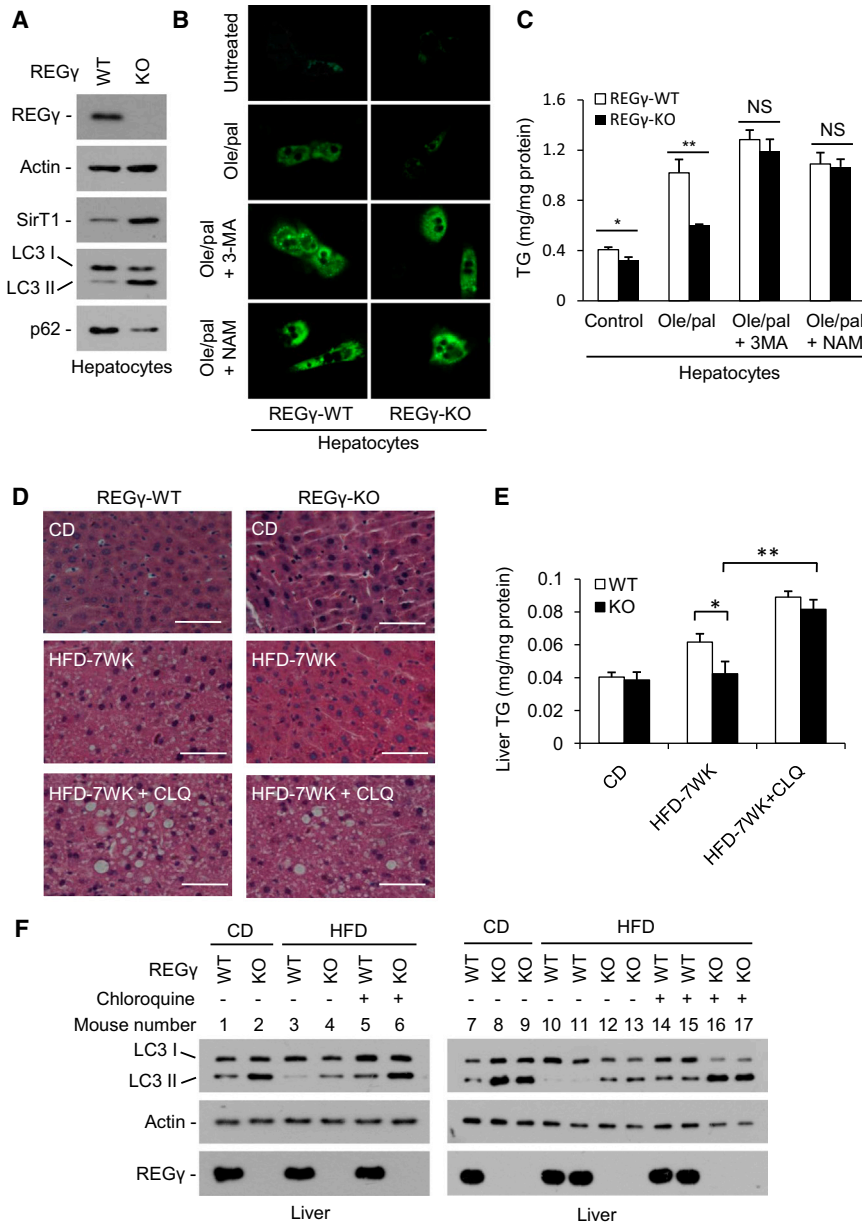 A
REGγ
WT
KO
REGγ -
Actin -
SirT1 -
LC3 I
LC3 II
p62 -
Hepatocytes
B
Untreated
Ole/pal
Ole/pal
+ 3-MA
Ole/pal
+ NAM
REGγ-WT
REGγ-KO
Hepatocytes
C
REGγ-WT
REGγ-KO
TG (mg/mg protein)
1.6
1.2
0.8
0.4
0
*
**
NS
NS
Control
Ole/pal
Ole/pal
+ 3MA
Ole/pal
+ NAM
Hepatocytes
D
REGγ-WT
REGγ-KO
CD
CD
HFD-7WK
HFD-7WK
HFD-7WK + CLQ
HFD-7WK + CLQ
E
WT
KO
Liver TG (mg/mg protein)
0.1
0.08
0.06
0.04
0.02
0
*
**
CD
HFD-7WK
HFD-7WK+CLQ
F
CD HFD
REGγ WT KO WT KO WT KO
Chloroquine - - - - + +
Mouse number 1 2 3 4 5 6
LC3 I
LC3 II
Actin -
REGγ -
Liver
CD HFD
WT KO KO WT WT KO KO WT WT KO KO
- - - - - - - + + + +
7 8 9 10 11 12 13 14 15 16 17
Liver